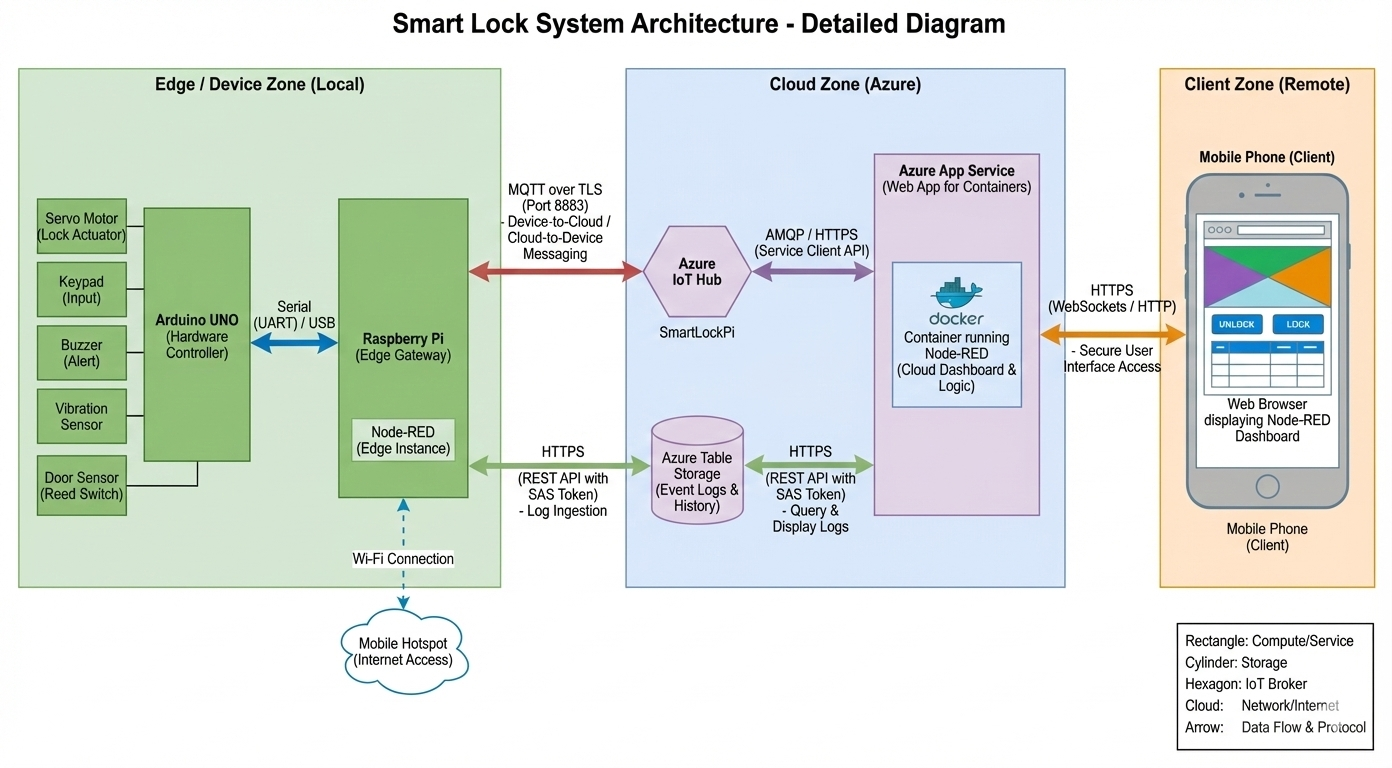 Smart Lock System Architecture - Detailed Diagram
Edge / Device Zone (Local)
Servo Motor
(Lock Actuator)
Keypad
(Input)
Buzzer
(Alert)
Vibration
Sensor
Door Sensor
(Reed Switch)
Arduino UNO
(Hardware
Controller)
Serial
(UART) / USB
Raspberry Pi
(Edge Gateway)
Node-RED
(Edge Instance)
Wi-Fi Connection
Mobile Hotspot
(Internet Access)
MQTT over TLS
(Port 8883)
- Device-to-Cloud /
Cloud-to-Device
Messaging
HTTPS
(REST API with
SAS Token)
- Log Ingestion
Cloud Zone (Azure)
Azure
IoT Hub
SmartLockPi
AMQP / HTTPS
(Service Client API)
Azure Table
Storage
(Event Logs &
History)
HTTPS
(REST API with
SAS Token)
- Query &
Display Logs
Azure App Service
(Web App for Containers)
docker
Container running
Node-RED
(Cloud Dashboard &
Logic)
HTTPS
(WebSockets / HTTP)
- Secure User
Interface Access
Client Zone (Remote)
Mobile Phone (Client)
UNLOCK
LOCK
Web Browser
displaying Node-RED
Dashboard
Mobile Phone
(Client)
Rectangle: Compute/Service
Cylinder: Storage
Hexagon: IoT Broker
Cloud: Network/Internet
Arrow: Data Flow & Protocol